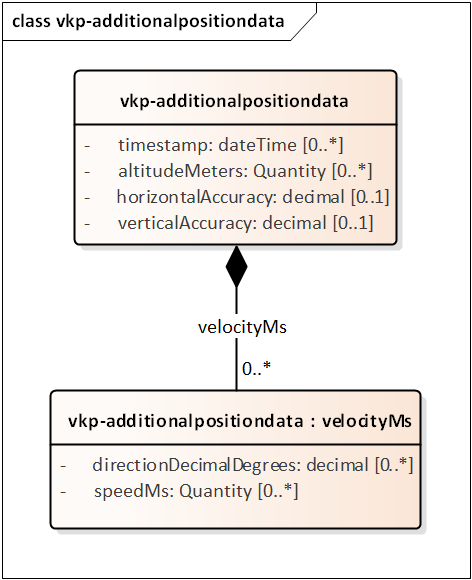 class vkp-additionalpositiondata
vkp-additionalpositiondata
- timestamp: dateTime [0..*]
- altitudeMeters: Quantity [0..*]
- horizontalAccuracy: decimal [0..1]
- verticalAccuracy: decimal [0..1]
velocityMs
0..*
vkp-additionalpositiondata : velocityMs
- directionDecimalDegrees: decimal [0..*]
- speedMs: Quantity [0..*]